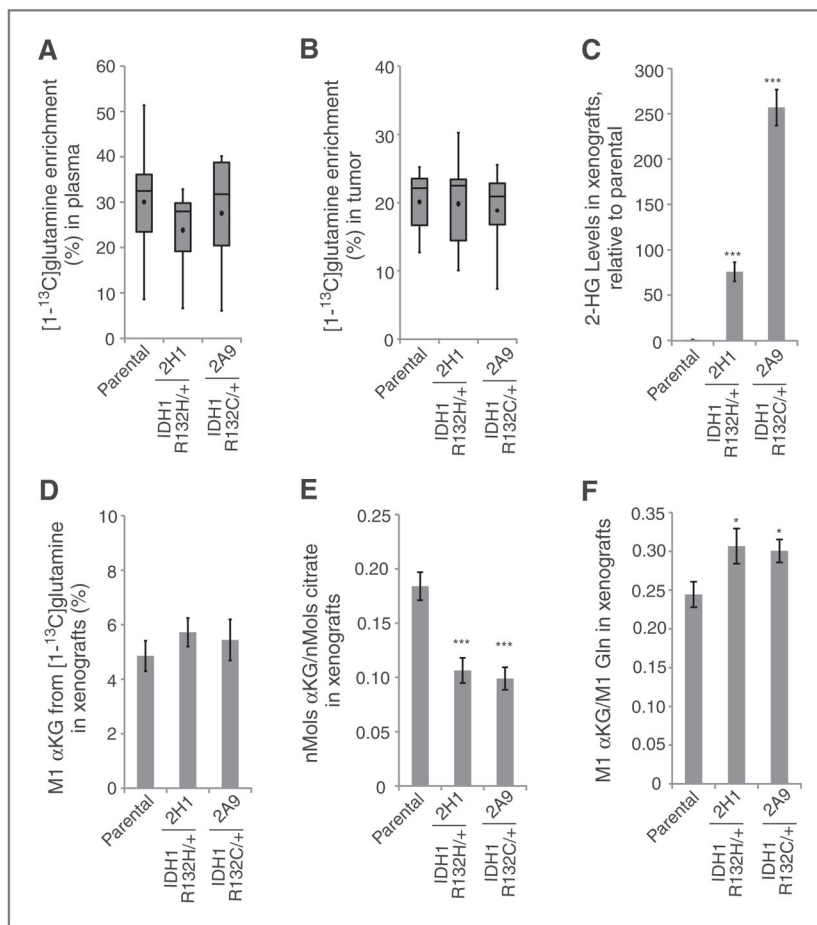 A
[1-¹³C]glutamine enrichment
(%) in plasma
60
50
40
30
20
10
0
Parental
2H1
IDH1
R132H/+
2A9
IDH1
R132C/+
B
[1-¹³C]glutamine enrichment
(%) in tumor
40
30
20
10
0
Parental
2H1
IDH1
R132H/+
2A9
IDH1
R132C/+
C
2-HG Levels in xenografts,
relative to parental
300
250
200
150
100
50
0
***
***
Parental
2H1
IDH1
R132H/+
2A9
IDH1
R132C/+
D
M1 αKG from [1-¹³C]glutamine
in xenografts (%)
10
8
6
4
2
0
Parental
2H1
IDH1
R132H/+
2A9
IDH1
R132C/+
E
nMols αKG/nMols citrate
in xenografts
0.25
0.20
0.15
0.10
0.05
0.00
***
***
Parental
2H1
IDH1
R132H/+
2A9
IDH1
R132C/+
F
M1 αKG/M1 Gln in xenografts
0.35
0.30
0.25
0.20
0.15
0.10
0.05
0
*
*
Parental
2H1
IDH1
R132H/+
2A9
IDH1
R132C/+